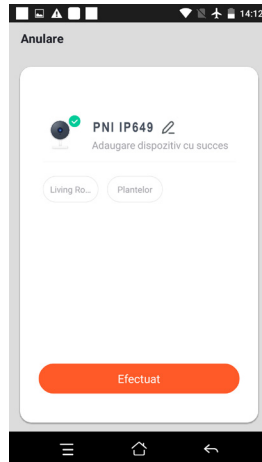 14:12
Anulare
PNI IP649
Adaugare dispozitiv cu succes
Living Ro... Plantelor
Efectuat